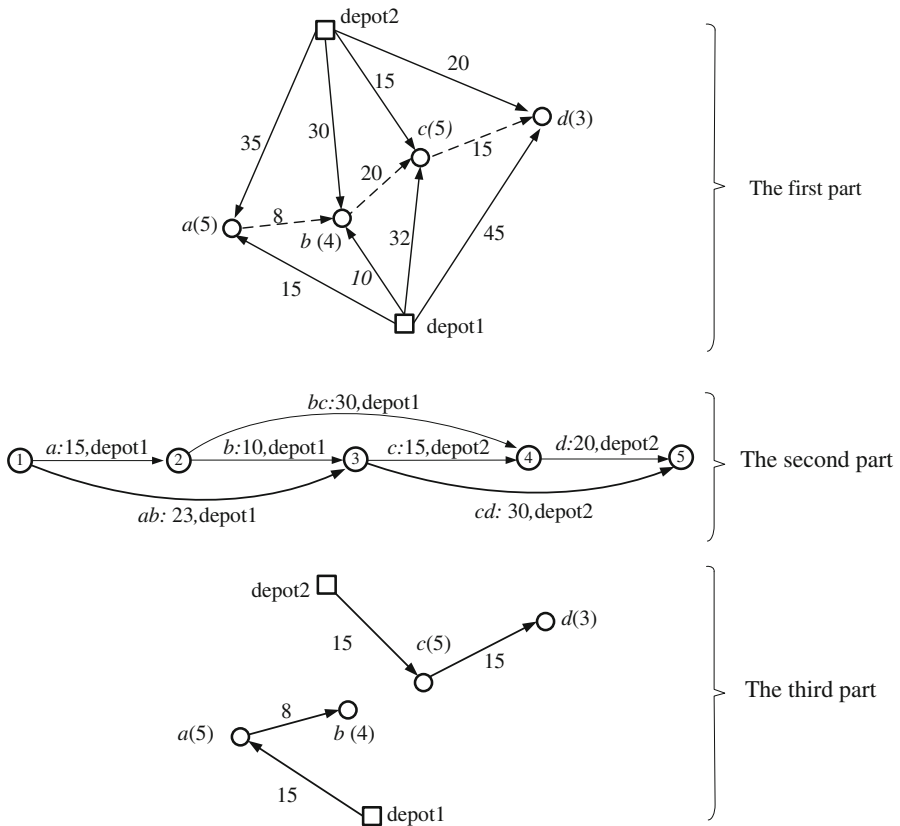 depot2
20
15
c(5)
d(3)
30
35
15
20
a(5)
8
b (4)
32
45
10
15
depot1
The first part
bc:30,depot1
a:15,depot1
b:10,depot1
c:15,depot2
d:20,depot2
1
2
3
4
5
The second part
ab: 23,depot1
cd: 30,depot2
depot2
d(3)
15
c(5)
15
The third part
8
a(5)
b (4)
15
depot1